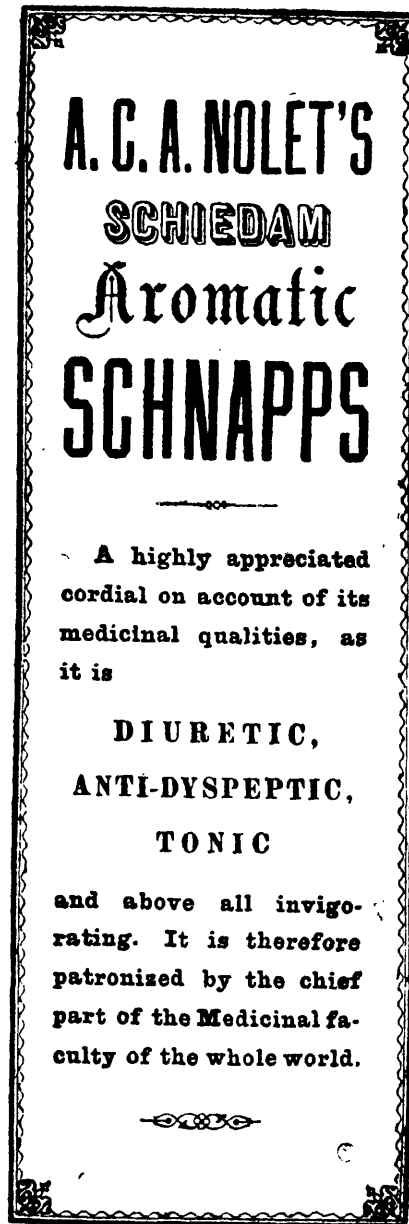 A. C. A. NOLET'S
SCHIEDAM
Aromatic
SCHNAPPS
A highly appreciated
cordial on account of its
medicinal qualities, as
it is
DIURETIC,
ANTI-DYSPEPTIC,
TONIC
and above all invigo-
rating. It is therefore
patronized by the chief
part of the Medicinal fa-
culty of the whole world.